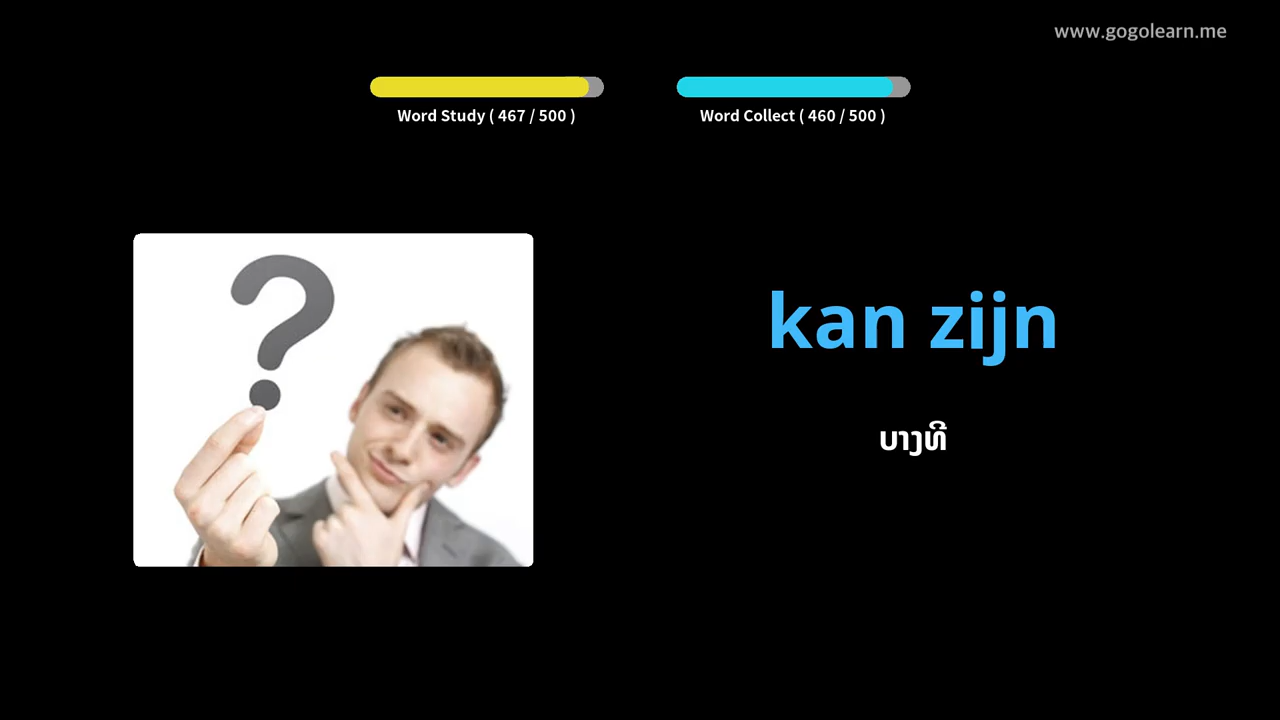 www.gogolearn.me
Word Study ( 467 / 500 )
Word Collect ( 460 / 500 )
?
kan zijn
ບາງທີ